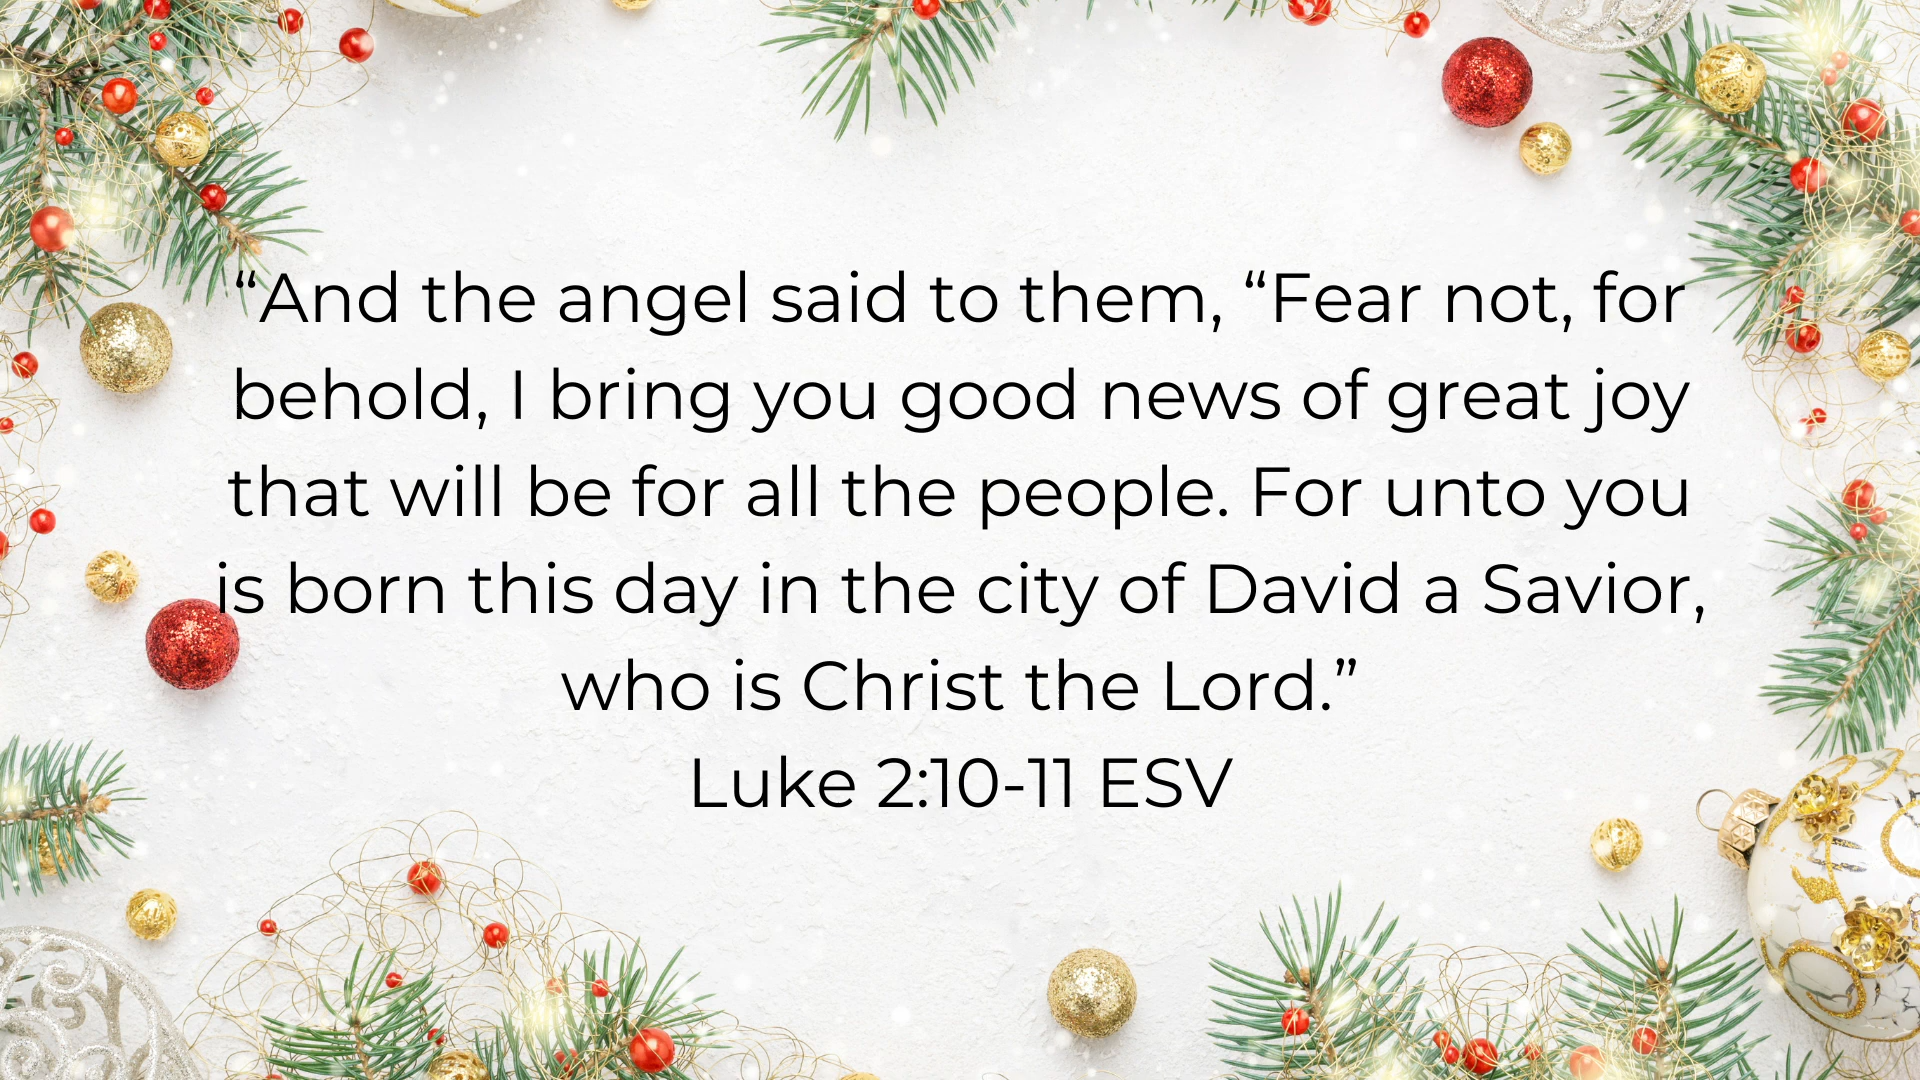 “And the angel said to them, “Fear not, for
behold, I bring you good news of great joy
that will be for all the people. For unto you
is born this day in the city of David a Savior,
who is Christ the Lord.”
Luke 2:10-11 ESV